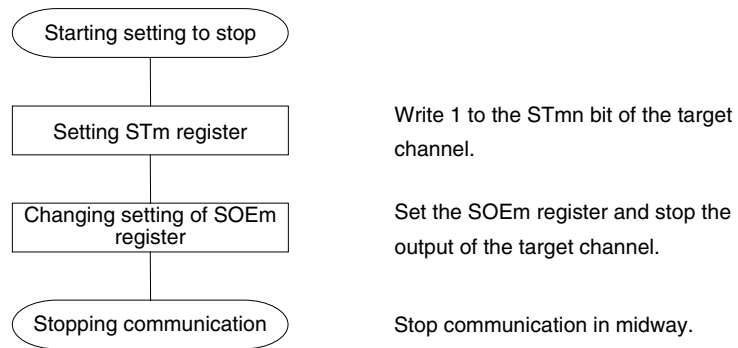 Starting setting to stop
Setting STm register
Write 1 to the STmn bit of the target
channel.
Changing setting of SOEm
register
Set the SOEm register and stop the
output of the target channel.
Stopping communication
Stop communication in midway.